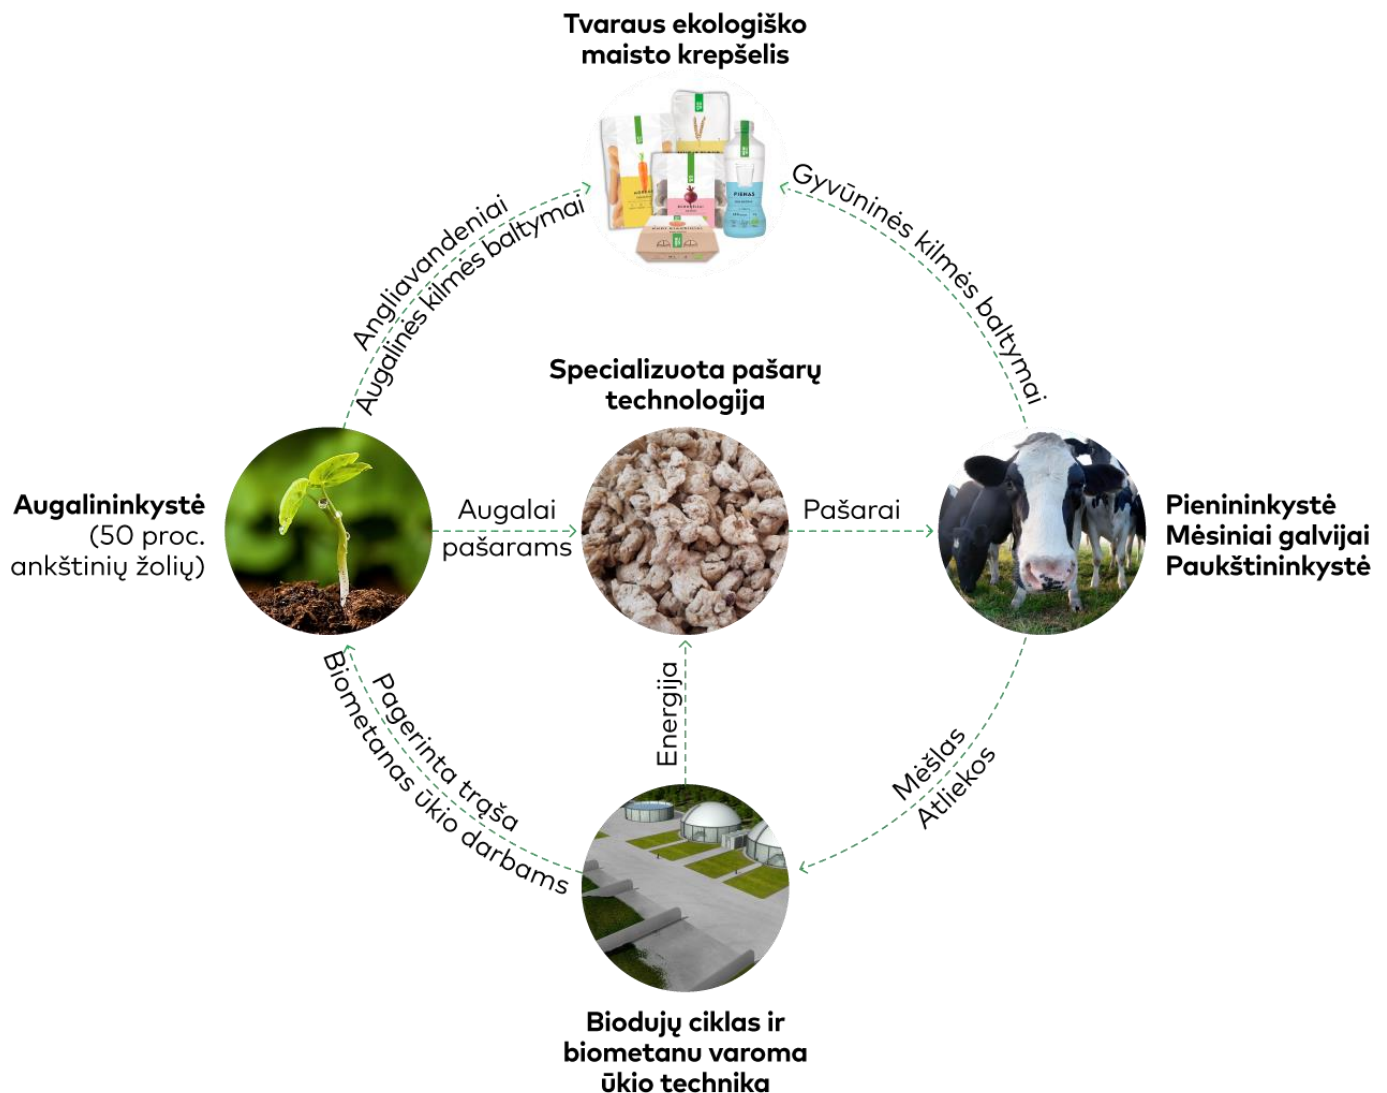 Tvaraus ekologiško
maisto krepšelis
PIENAS
Angliavandeniai
Augalinės kilmės baltymai
Gyvūninės kilmės baltymai
Specializuota pašarų
technologija
Augalininkystė
(50 proc.
ankštinių žolių)
Augalai
pašarams
Pašarai
Pienininkystė
Mėsiniai galvijai
Paukštininkystė
Energija
Pagerinta trąša
Biometanas ūkio darbams
Mėšlas
Atliekos
Biodujų ciklas ir
biometanu varoma
ūkio technika